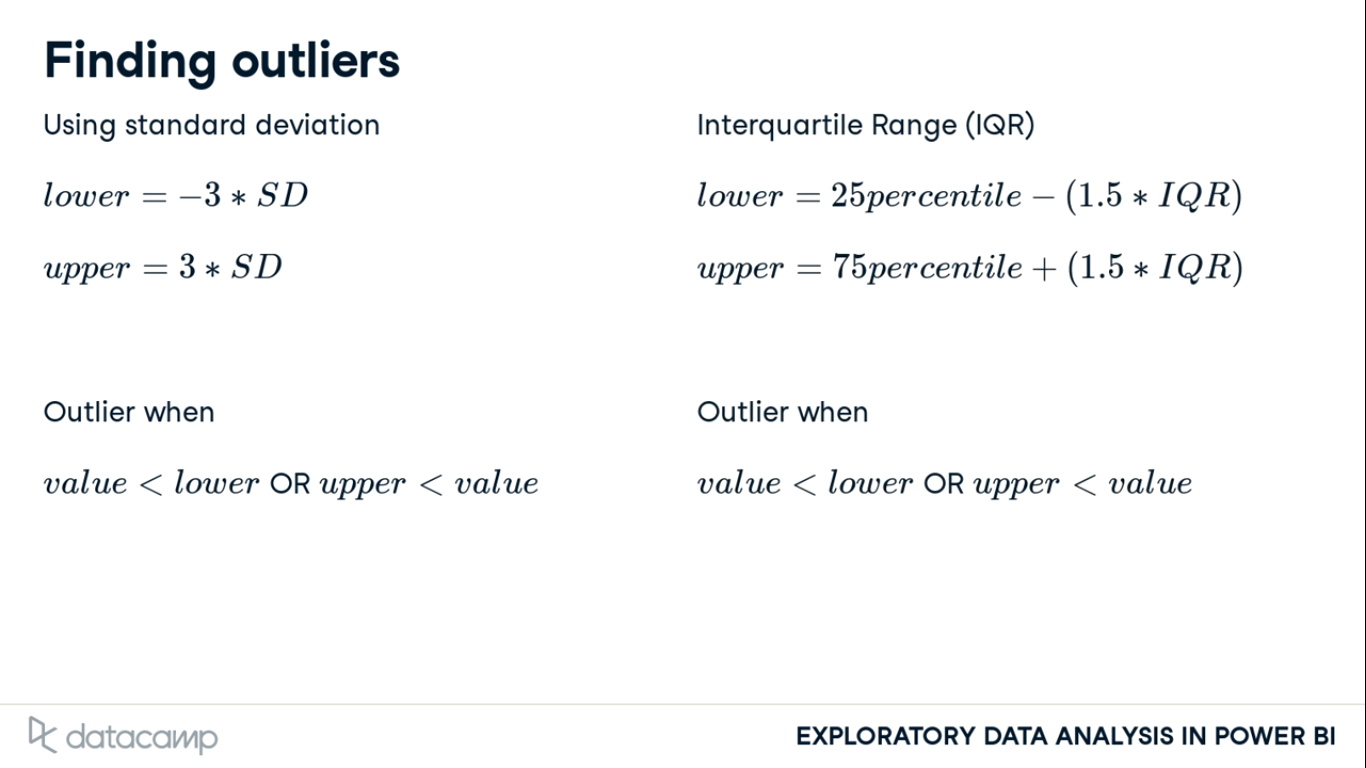 Finding outliers
Using standard deviation
lower = −3 ∗ SD
upper = 3 ∗ SD
Outlier when
value < lower OR upper < value
Interquartile Range (IQR)
lower = 25percentile − (1.5 ∗ IQR)
upper = 75percentile + (1.5 ∗ IQR)
Outlier when
value < lower OR upper < value
datacamp
EXPLORATORY DATA ANALYSIS IN POWER BI